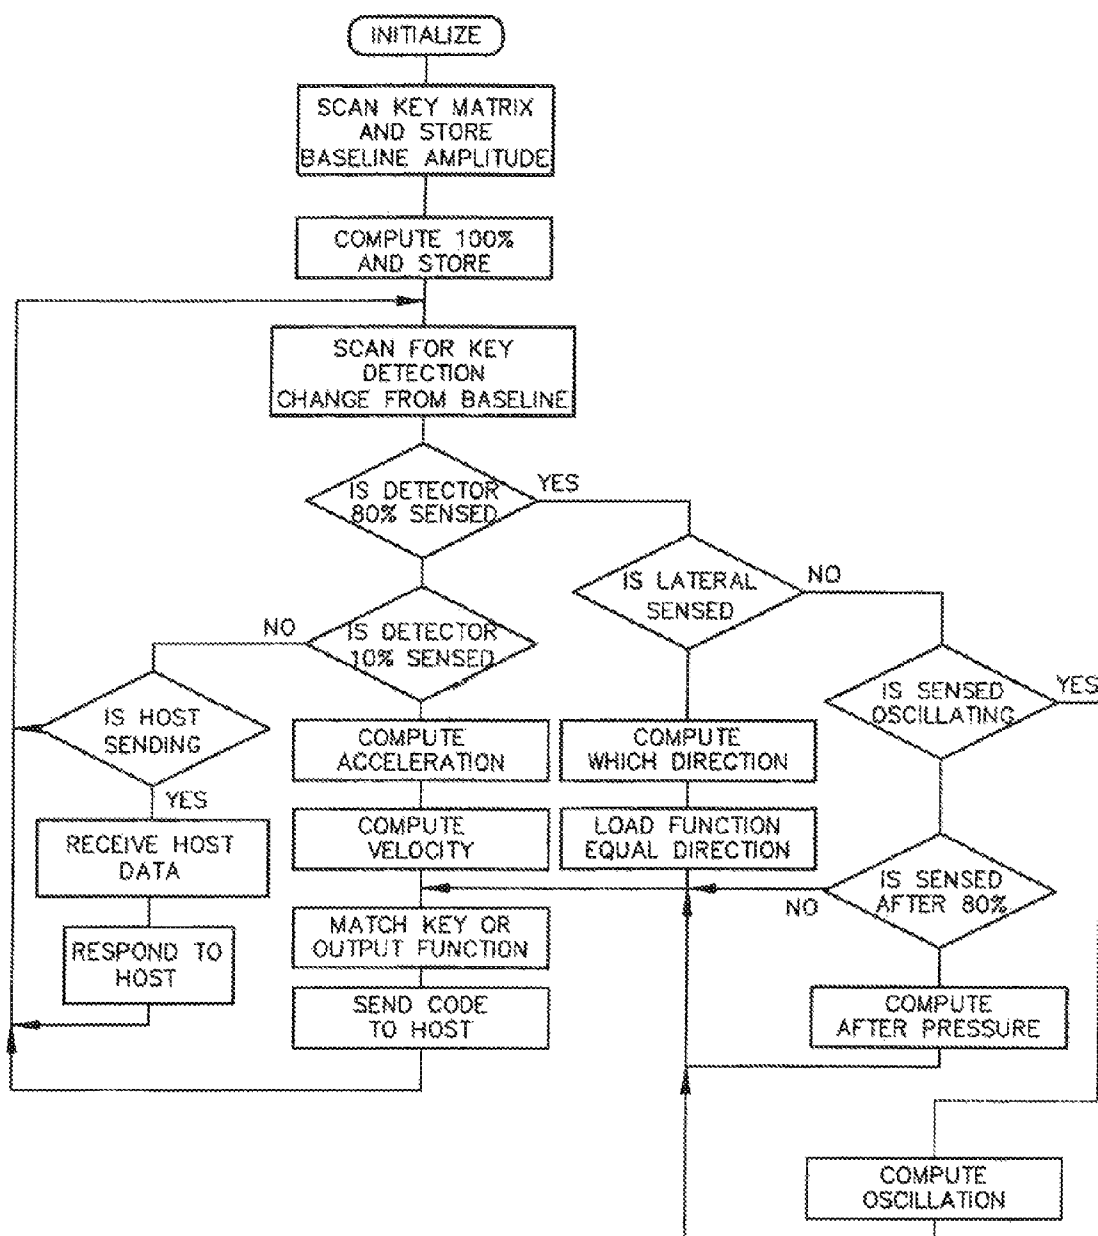 INITIALIZE
SCAN KEY MATRIX
AND STORE
BASELINE AMPLITUDE
COMPUTE 100%
AND STORE
SCAN FOR KEY
DETECTION
CHANGE FROM BASELINE
IS DETECTOR
80% SENSED
YES
IS LATERAL
SENSED
NO
IS DETECTOR
10% SENSED
NO
IS SENSED
OSCILLATING
YES
IS HOST
SENDING
YES
COMPUTE
ACCELERATION
COMPUTE
WHICH DIRECTION
RECEIVE HOST
DATA
COMPUTE
VELOCITY
LOAD FUNCTION
EQUAL DIRECTION
IS SENSED
AFTER 80%
NO
RESPOND TO
HOST
MATCH KEY OR
OUTPUT FUNCTION
SEND CODE
TO HOST
COMPUTE
AFTER PRESSURE
COMPUTE
OSCILLATION